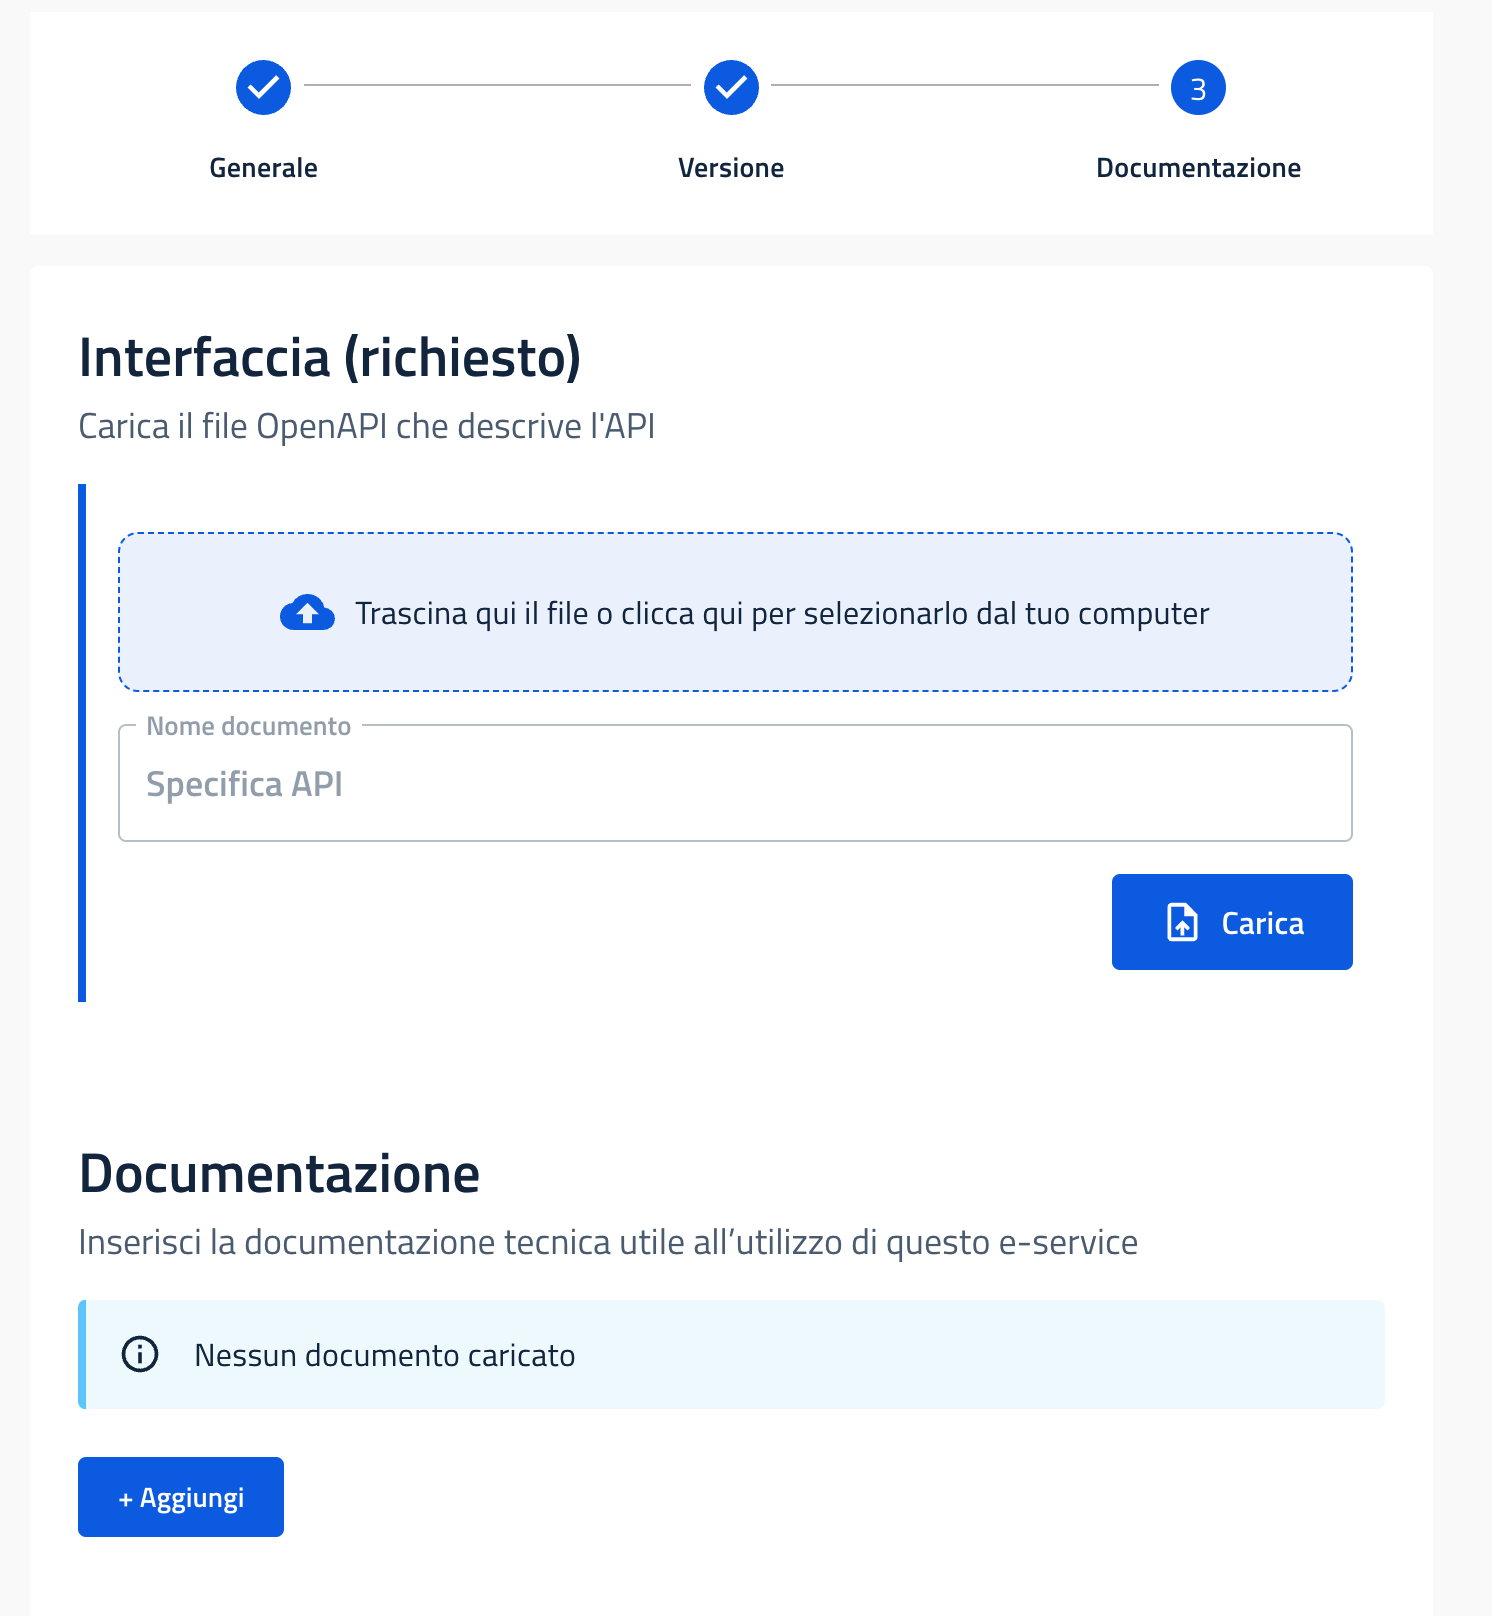 3
Generale
Versione
Documentazione
Interfaccia (richiesto)
Carica il file OpenAPI che descrive l'API
Trascina qui il file o clicca qui per selezionarlo dal tuo computer
Nome documento
Specifica API
Carica
Documentazione
Inserisci la documentazione tecnica utile all’utilizzo di questo e-service
Nessun documento caricato
+ Aggiungi